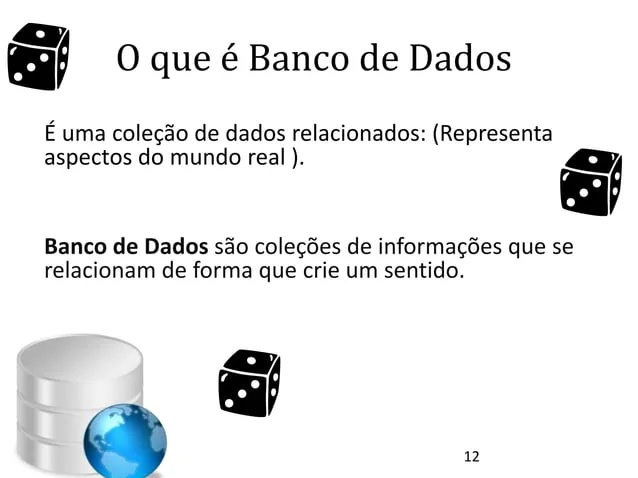 O que é Banco de Dados
É uma coleção de dados relacionados: (Representa
aspectos do mundo real ).
Banco de Dados são coleções de informações que se
relacionam de forma que crie um sentido.
12